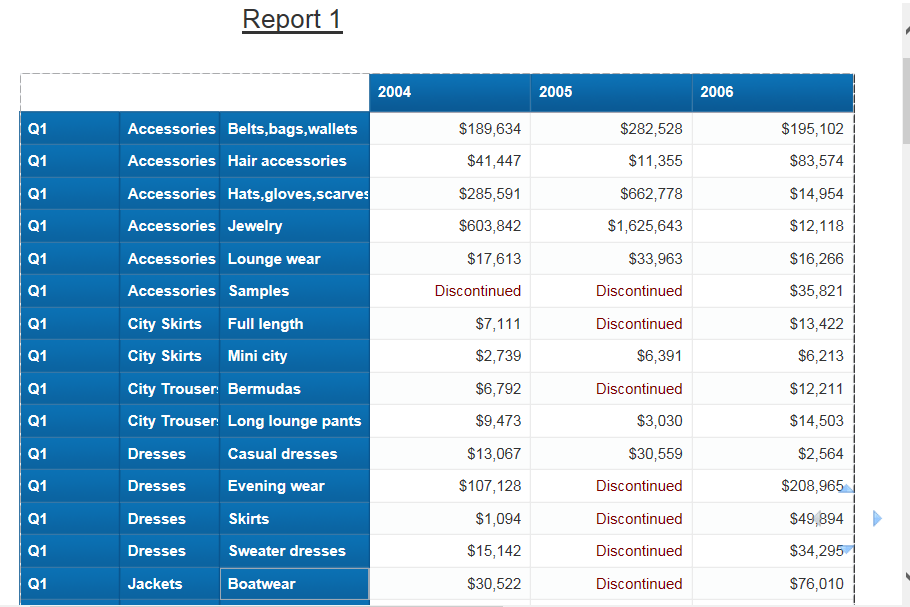 Report 1
2004 2005 2006
Q1 Accessories Belts,bags,wallets $189,634 $282,528 $195,102
Q1 Accessories Hair accessories $41,447 $11,355 $83,574
Q1 Accessories Hats,gloves,scarves $285,591 $662,778 $14,954
Q1 Accessories Jewelry $603,842 $1,625,643 $12,118
Q1 Accessories Lounge wear $17,613 $33,963 $16,266
Q1 Accessories Samples Discontinued Discontinued $35,821
Q1 City Skirts Full length $7,111 Discontinued $13,422
Q1 City Skirts Mini city $2,739 $6,391 $6,213
Q1 City Trousers Bermudas $6,792 Discontinued $12,211
Q1 City Trousers Long lounge pants $9,473 $3,030 $14,503
Q1 Dresses Casual dresses $13,067 $30,559 $2,564
Q1 Dresses Evening wear $107,128 Discontinued $208,965
Q1 Dresses Skirts $1,094 Discontinued
Q1 Dresses Sweater dresses $15,142 Discontinued $34,295
Q1 Jackets Boatwear $30,522 Discontinued $76,010